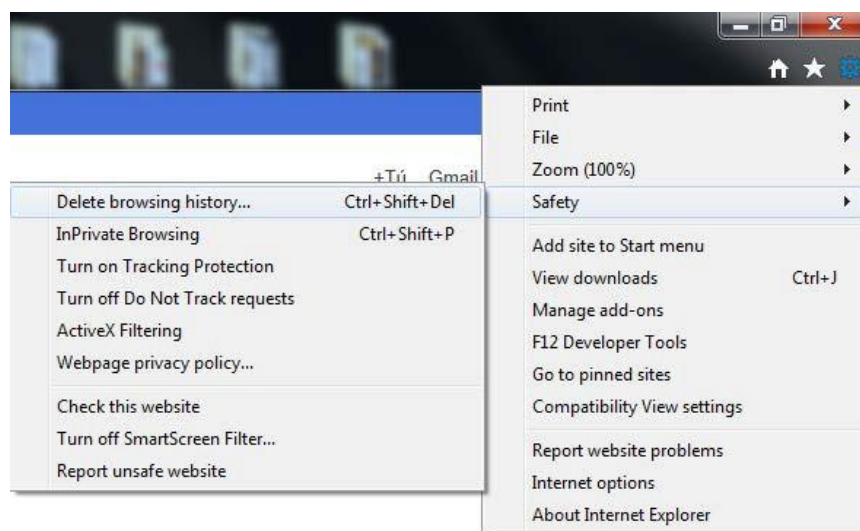 +Tú Gmail
Print
File
Zoom (100%)
Safety
Add site to Start menu
View downloads Ctrl+J
Manage add-ons
F12 Developer Tools
Go to pinned sites
Compatibility View settings
Report website problems
Internet options
About Internet Explorer
Delete browsing history... Ctrl+Shift+Del
InPrivate Browsing Ctrl+Shift+P
Turn on Tracking Protection
Turn off Do Not Track requests
ActiveX Filtering
Webpage privacy policy...
Check this website
Turn off SmartScreen Filter...
Report unsafe website